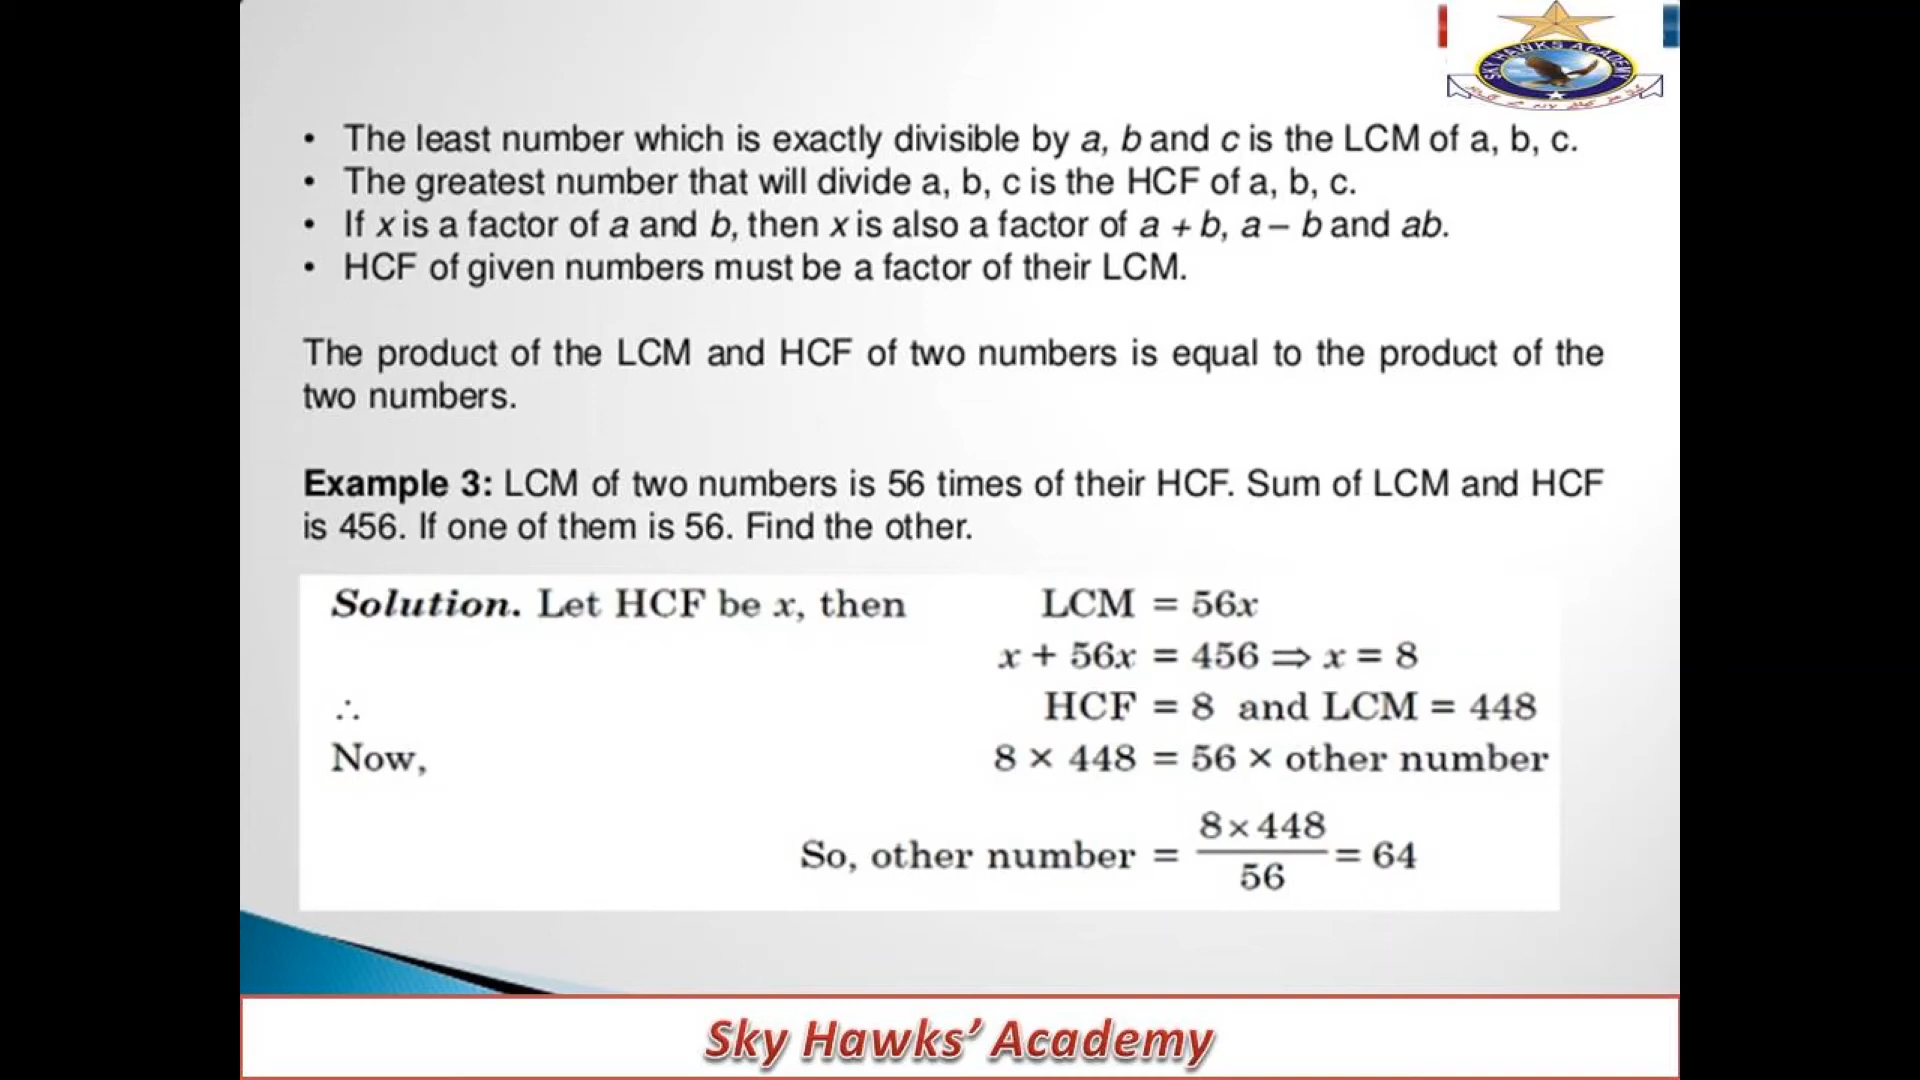 SKY HAWKS ACADEMY
• The least number which is exactly divisible by a, b and c is the LCM of a, b, c.
• The greatest number that will divide a, b, c is the HCF of a, b, c.
• If x is a factor of a and b, then x is also a factor of a + b, a – b and ab.
• HCF of given numbers must be a factor of their LCM.
The product of the LCM and HCF of two numbers is equal to the product of the
two numbers.
Example 3: LCM of two numbers is 56 times of their HCF. Sum of LCM and HCF
is 456. If one of them is 56. Find the other.
Solution. Let HCF be x, then LCM = 56x
x + 56x = 456 ⇒ x = 8
∴ HCF = 8 and LCM = 448
Now, 8 × 448 = 56 × other number
So, other number = 8×448/56 = 64
Sky Hawks’ Academy